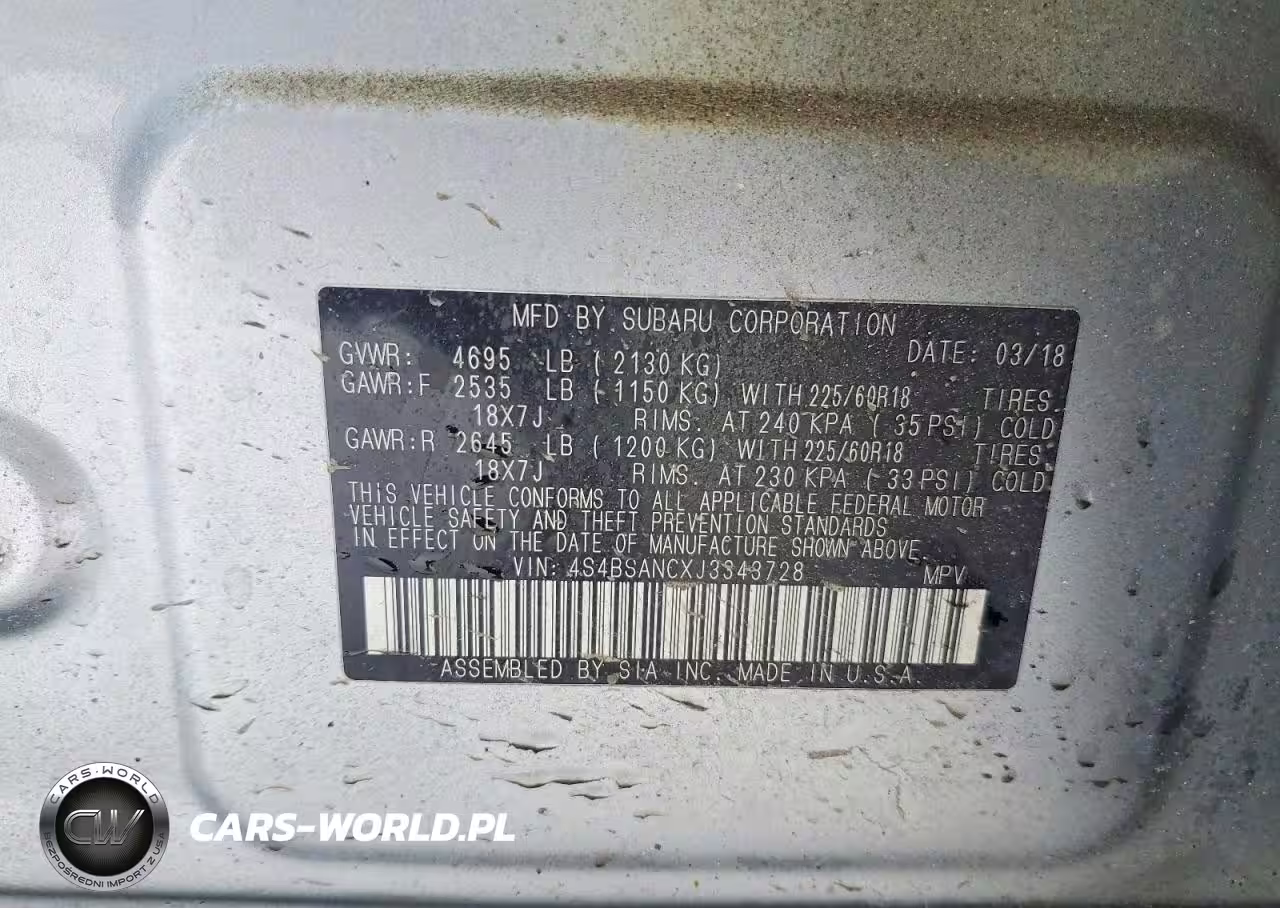 MFD BY SUBARU CORPORATION
GVWR: 4695 LB ( 2130 KG) DATE: 03/18
GAWR:F 2535 LB ( 1150 KG) WITH 225/60R18 TIRES.
18X7J RIMS. AT 240 KPA ( 35 PSI) COLD
GAWR:R 2645 LB ( 1200 KG) WITH 225/60R18 TIRES.
18X7J RIMS. AT 230 KPA ( 33 PSI) COLD
THIS VEHICLE CONFORMS TO ALL APPLICABLE FEDERAL MOTOR
VEHICLE SAFETY AND THEFT PREVENTION STANDARDS
IN EFFECT ON THE DATE OF MANUFACTURE SHOWN ABOVE.
VIN: 4S4BSANCXJ3343728 MPV
ASSEMBLED BY SIA INC. MADE IN U.S.A.
CARS-WORLD
CW
BEZPOŚREDNI IMPORT Z USA
CARS-WORLD.PL